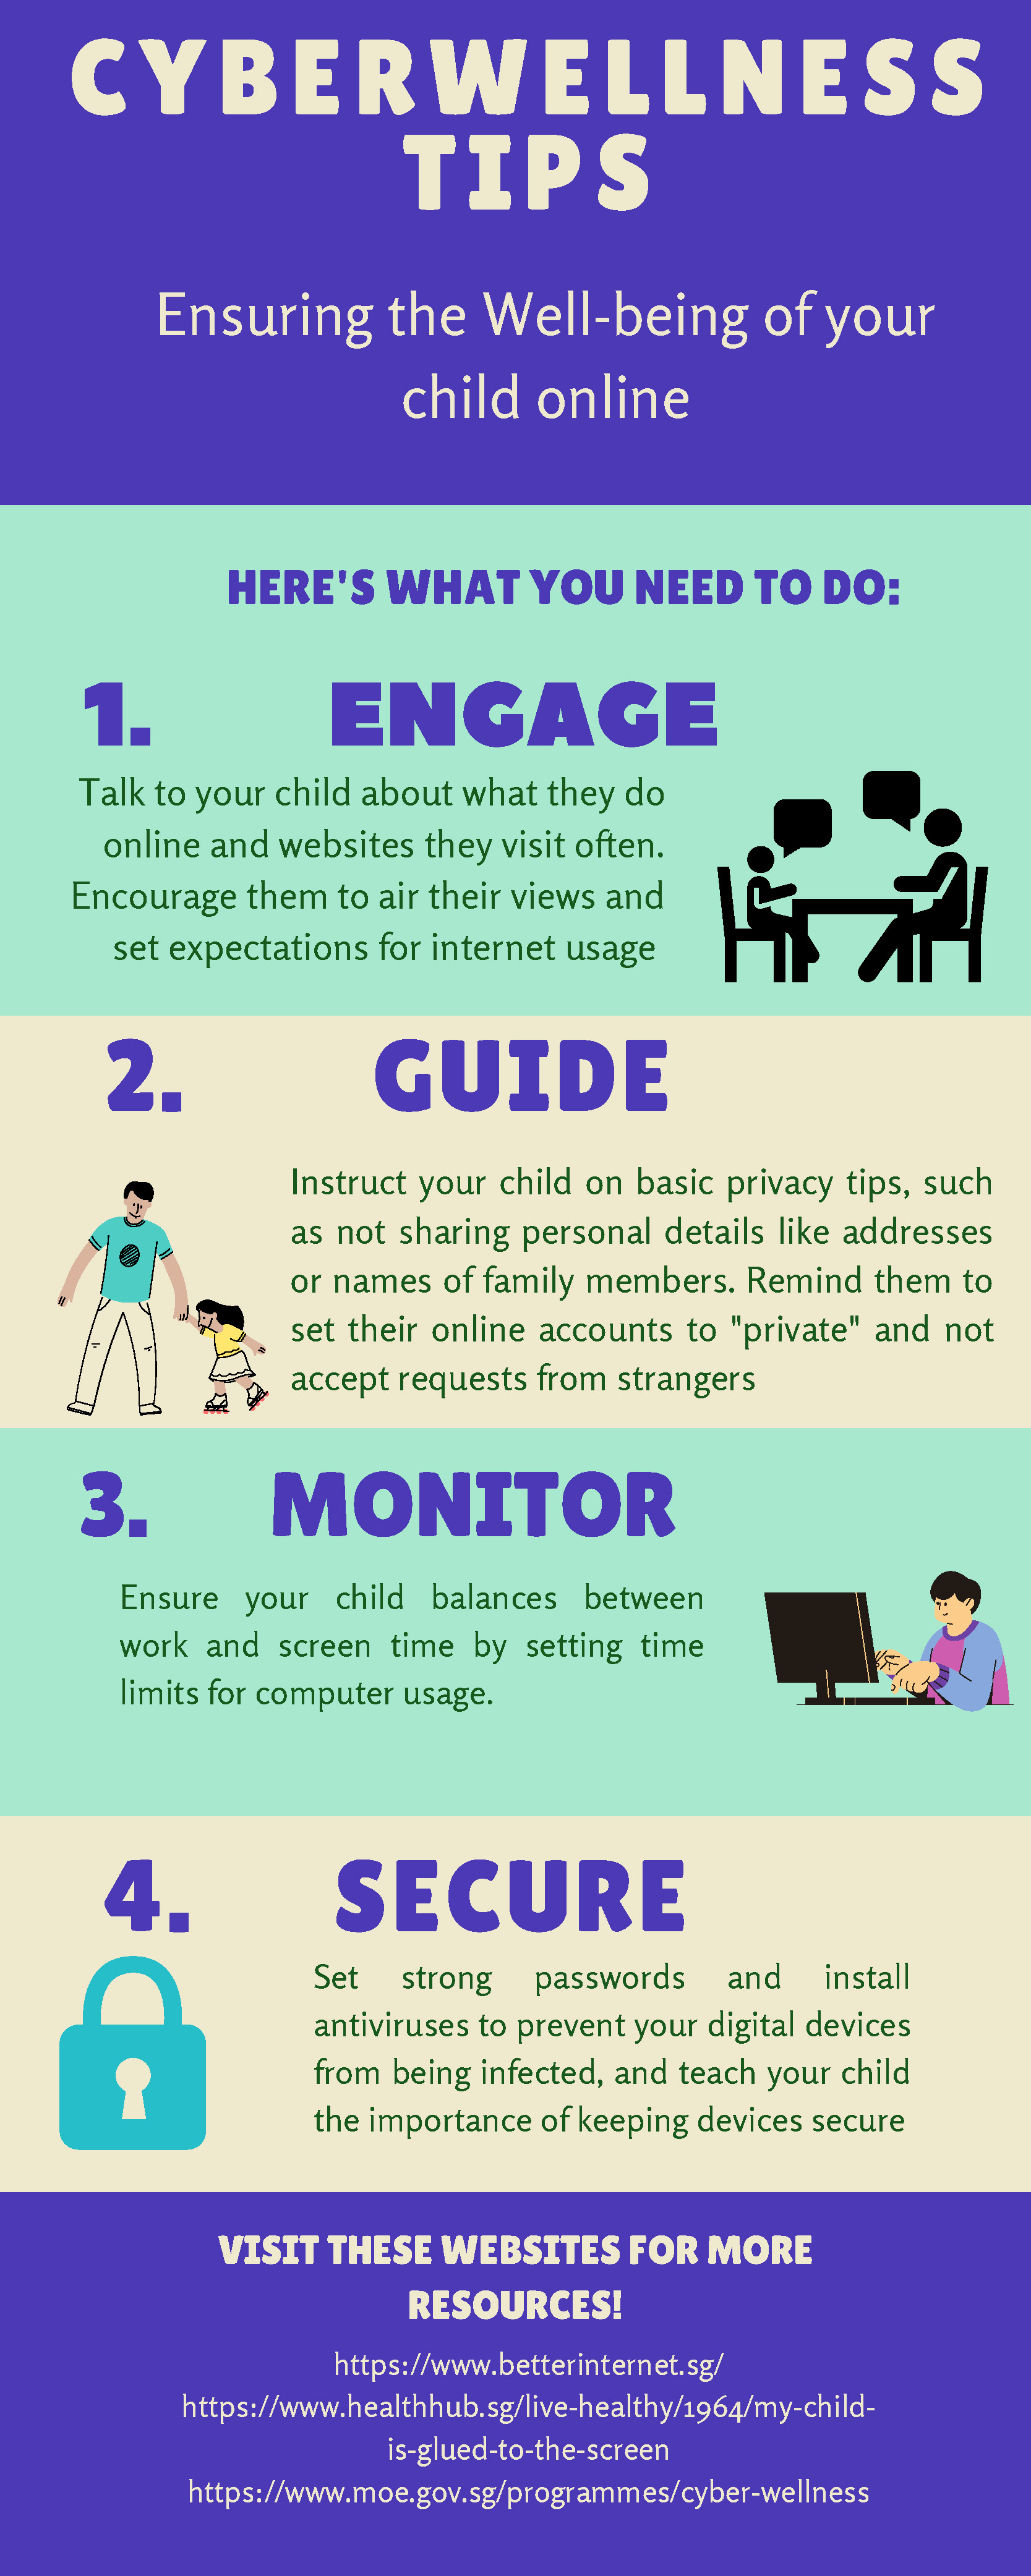 CYBERWELLNESS
TIPS
Ensuring the Well-being of your
child online
HERE'S WHAT YOU NEED TO DO:
1. ENGAGE
Talk to your child about what they do
online and websites they visit often.
Encourage them to air their views and
set expectations for internet usage
2. GUIDE
Instruct your child on basic privacy tips, such
as not sharing personal details like addresses
or names of family members. Remind them to
set their online accounts to "private" and not
accept requests from strangers
3. MONITOR
Ensure your child balances between
work and screen time by setting time
limits for computer usage.
4. SECURE
Set strong passwords and install
antiviruses to prevent your digital devices
from being infected, and teach your child
the importance of keeping devices secure
VISIT THESE WEBSITES FOR MORE
RESOURCES!
https://www.betterinternet.sg/
https://www.healthhub.sg/live-healthy/1964/my-child-
is-glued-to-the-screen
https://www.moe.gov.sg/programmes/cyber-wellness